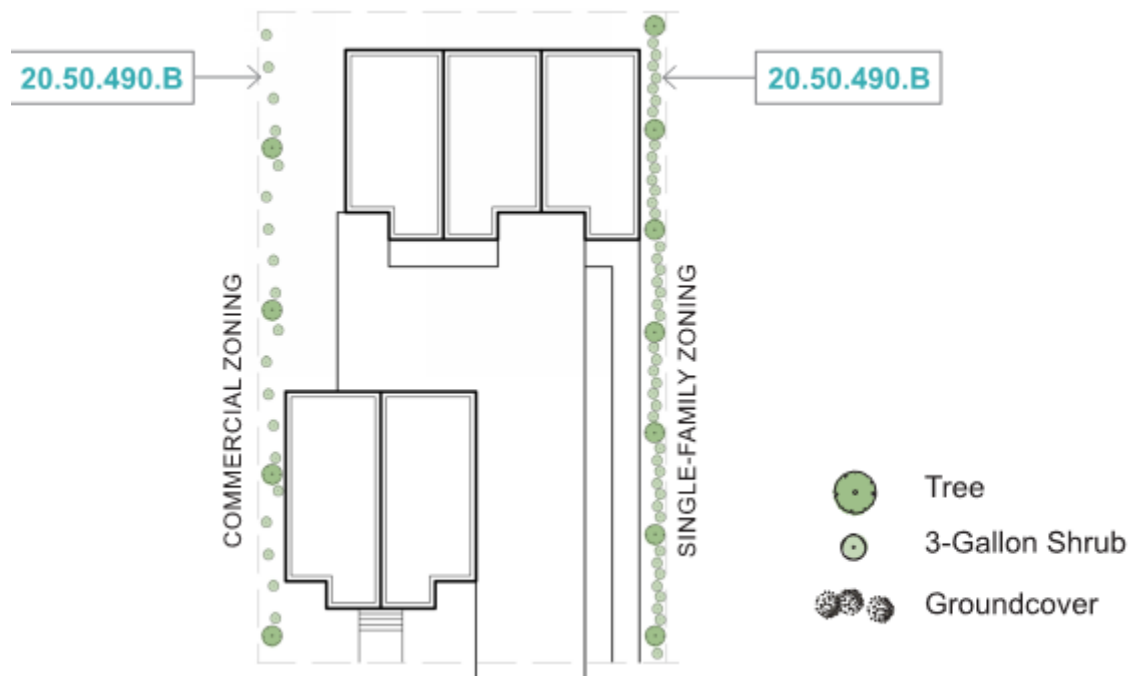 20.50.490.B
20.50.490.B
COMMERCIAL ZONING
SINGLE-FAMILY ZONING
Tree
3-Gallon Shrub
Groundcover